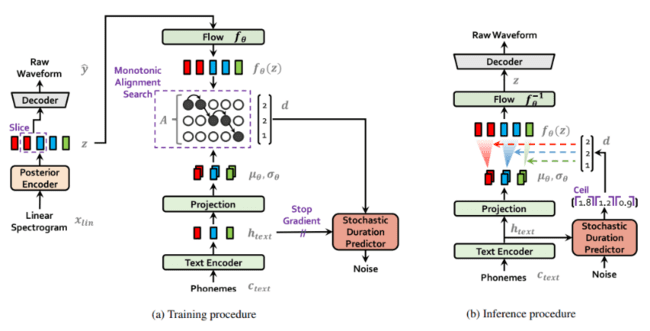 Raw
Waveform
ŷ
Decoder
Slice
z
Posterior
Encoder
Linear
Spectrogram
x_lin
Flow f_θ
f_θ(z)
Monotonic
Alignment
Search
A
2
2
1
d
μ_θ, σ_θ
Projection
Stop
Gradient
//
h_text
Text Encoder
Phonemes
c_text
Stochastic
Duration
Predictor
Noise
(a) Training procedure
Raw Waveform
Decoder
z
Flow f_θ^-1
f_θ(z)
2
2
1
d
μ_θ, σ_θ
Ceil
[1.8 1.2 0.9]
Projection
h_text
Text Encoder
Phonemes
c_text
Stochastic
Duration
Predictor
Noise
(b) Inference procedure